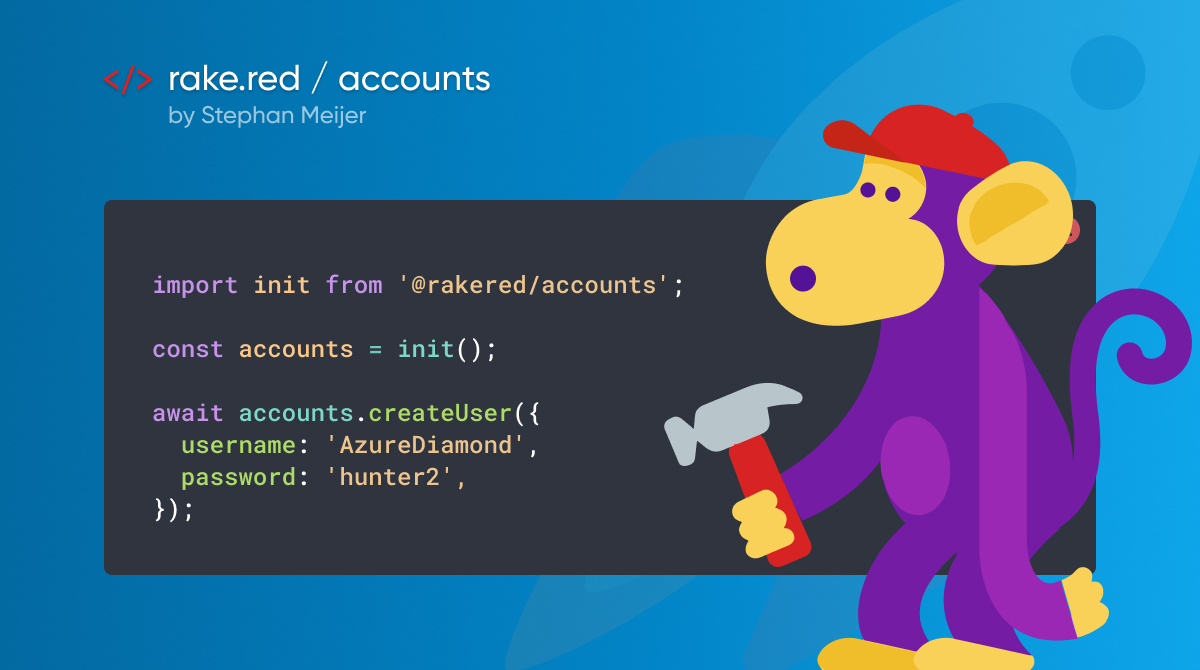 </> rake.red / accounts
by Stephan Meijer
import init from '@rakered/accounts';
const accounts = init();
await accounts.createUser({
  username: 'AzureDiamond',
  password: 'hunter2',
});